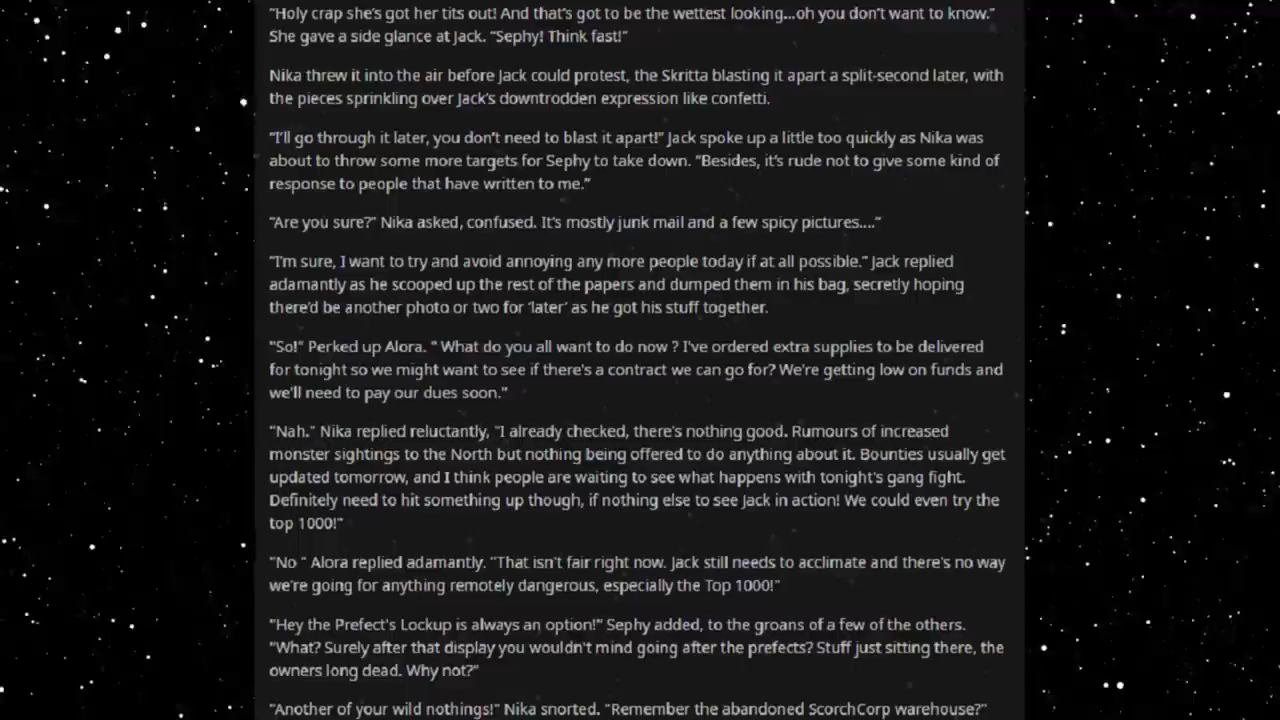 “Holy crap she’s got her tits out! And that’s got to be the wettest looking...oh you don’t want to know.”
She gave a side glance at Jack. “Sephy! Think fast!”
Nika threw it into the air before Jack could protest, the Skritta blasting it apart a split-second later, with
the pieces sprinkling over Jack’s downtrodden expression like confetti.
“I’ll go through it later, you don’t need to blast it apart!” Jack spoke up a little too quickly as Nika was
about to throw some more targets for Sephy to take down. “Besides, it’s rude not to give some kind of
response to people that have written to me.”
“Are you sure?” Nika asked, confused. It’s mostly junk mail and a few spicy pictures....”
“I’m sure, I want to try and avoid annoying any more people today if at all possible.” Jack replied
adamantly as he scooped up the rest of the papers and dumped them in his bag, secretly hoping
there’d be another photo or two for ‘later’ as he got his stuff together.
"So!" Perked up Alora. " What do you all want to do now ? I've ordered extra supplies to be delivered
for tonight so we might want to see if there's a contract we can go for? We're getting low on funds and
we'll need to pay our dues soon.”
“Nah.” Nika replied reluctantly, “I already checked, there’s nothing good. Rumours of increased
monster sightings to the North but nothing being offered to do anything about it. Bounties usually get
updated tomorrow, and I think people are waiting to see what happens with tonight’s gang fight.
Definitely need to hit something up though, if nothing else to see Jack in action! We could even try the
top 1000!”
“No “ Alora replied adamantly. “That isn’t fair right now. Jack still needs to acclimate and there’s no way
we’re going for anything remotely dangerous, especially the Top 1000!”
“Hey the Prefect’s Lockup is always an option!” Sephy added, to the groans of a few of the others.
“What? Surely after that display you wouldn’t mind going after the prefects? Stuff just sitting there, the
owners long dead. Why not?”
“Another of your wild nothings!” Nika snorted. “Remember the abandoned ScorchCorp warehouse?”